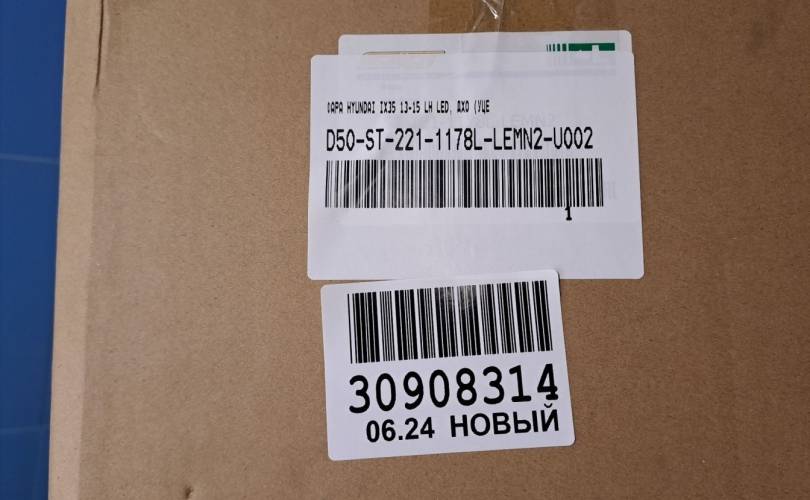 ФАРА HYUNDAI IX35 13-15 LH LED, ДХО (УЦЕ
D50-ST-221-1178L-LEMN2-U002
1
30908314
06.24 НОВЫЙ